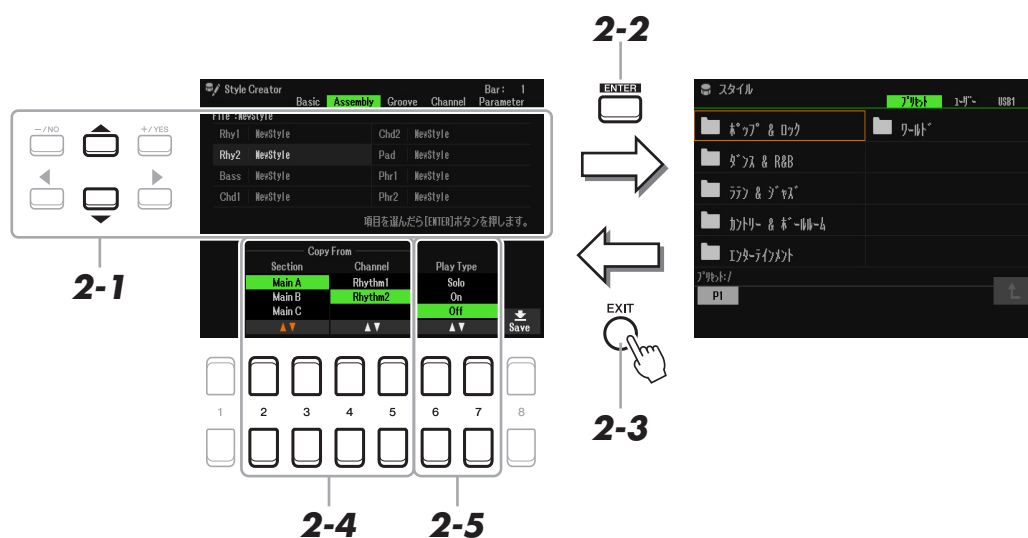 2-2
Style Creator Bar: 1
Basic Assembly Groove Channel Parameter
File :NewStyle
Rhy1 NewStyle Chd2 NewStyle
Rhy2 NewStyle Pad NewStyle
Bass NewStyle Phr1 NewStyle
Chd1 NewStyle Phr2 NewStyle
項目を選んだら[ENTER]ボタンを押します。
-/NO
+/YES
2-1
ENTER
スタイル
プリセット ユーザー USB1
ポップ & ロック ワールド
ダンス & R&B
ラテン & ジャズ
カントリー & ボールルーム
エンターテインメント
プリセット:/
P1
Copy From
Section Channel Play Type
Main A Rhythm1 Solo
Main B Rhythm2 On
Main C Off
Save
EXIT
2-3
1 2 3 4 5 6 7 8
2-4
2-5